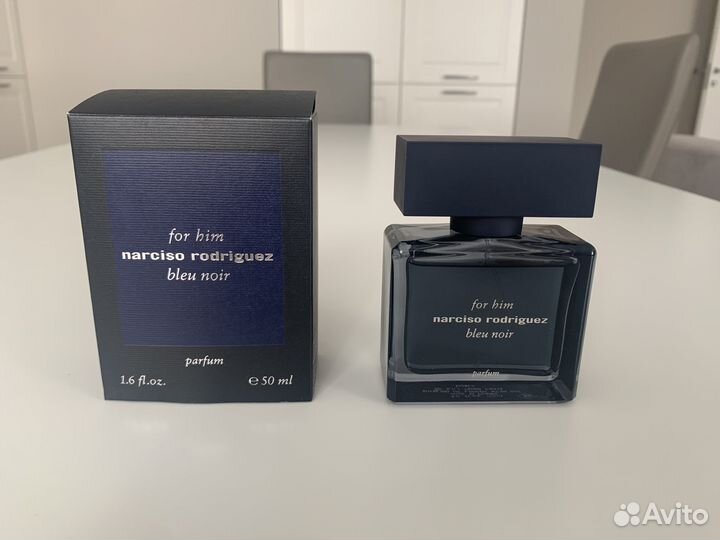 for him
narciso rodriguez
bleu noir
parfum
1.6 fl.oz. e 50 ml
for him
narciso rodriguez
bleu noir
parfum
Avito